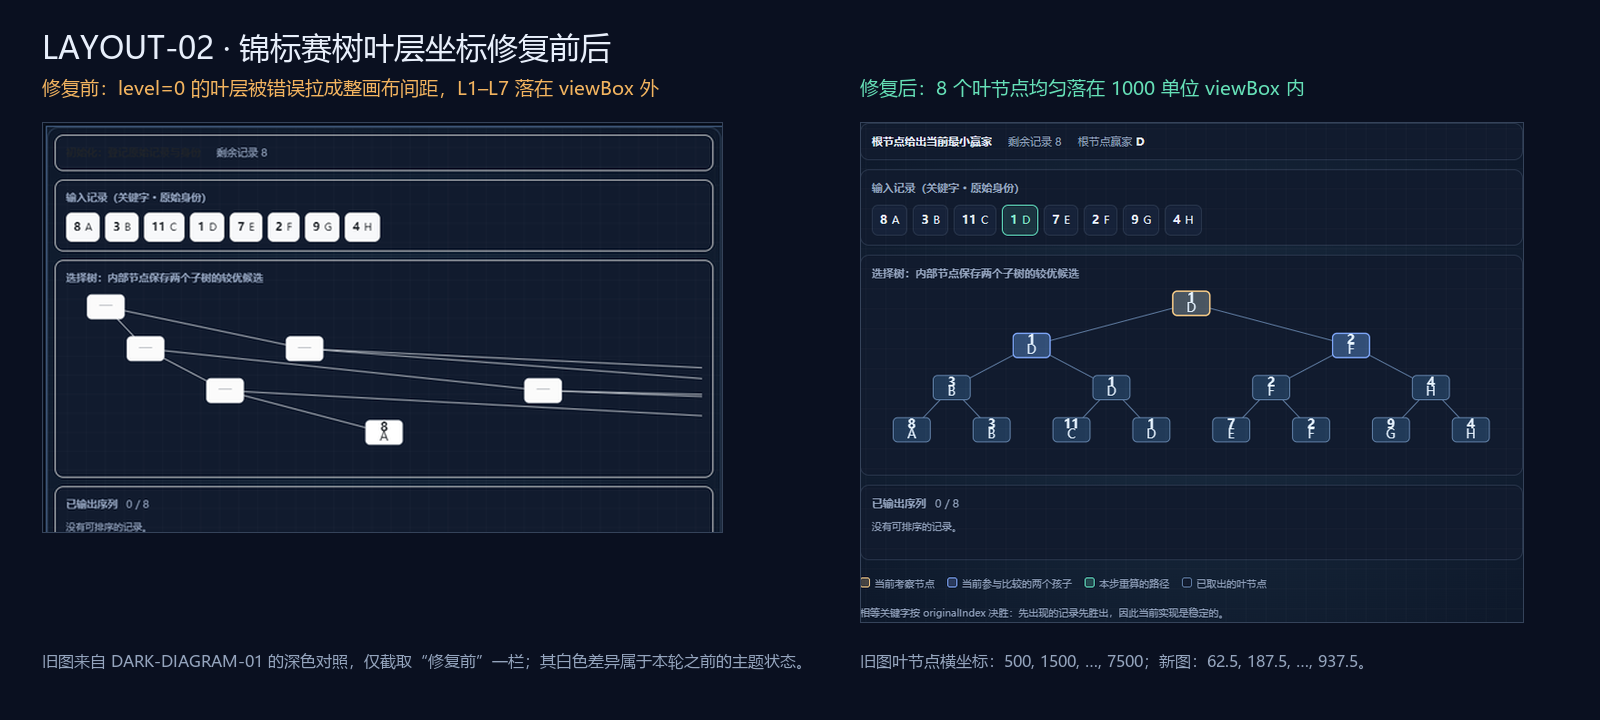 LAYOUT-02 · 锦标赛树叶层坐标修复前后
修复前：level=0 的叶层被错误拉成整画布间距，L1–L7 落在 viewBox 外
剩余记录 8
输入记录（关键字 • 原始身份）
8 A 3 B 11 C 1 D 7 E 2 F 9 G 4 H
选择树：内部节点保存两个子树的较优候选
—
— —
— —
8
A
已输出序列 0 / 8
没有可排序的记录。
旧图来自 DARK-DIAGRAM-01 的深色对照，仅截取“修复前”一栏；其白色差异属于本轮之前的主题状态。
修复后：8 个叶节点均匀落在 1000 单位 viewBox 内
根节点给出当前最小赢家 剩余记录 8 根节点赢家 D
输入记录（关键字 • 原始身份）
8 A 3 B 11 C 1 D 7 E 2 F 9 G 4 H
选择树：内部节点保存两个子树的较优候选
1
D
1 2
D F
3 1 2 4
B D F H
8 3 11 1 7 2 9 4
A B C D E F G H
已输出序列 0 / 8
没有可排序的记录。
当前考察节点 当前参与比较的两个孩子 本步重算的路径 已取出的叶节点
相等关键字按 originalIndex 决胜：先出现的记录先胜出，因此当前实现是稳定的。
旧图叶节点横坐标：500, 1500, …, 7500；新图：62.5, 187.5, …, 937.5。